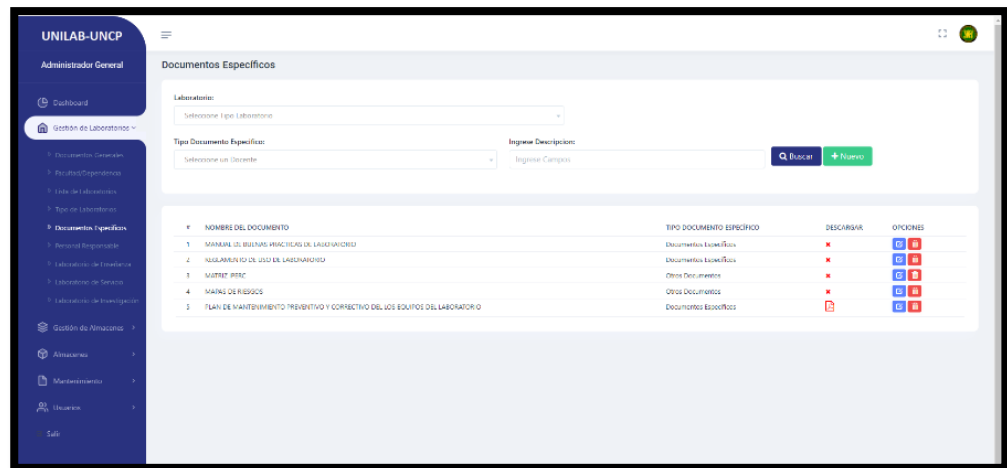 UNILAB-UNCP
Administrador General
Documentos Específicos
Dashboard
Gestión de Laboratorios
Documentos Generales
Facultad/Dependencia
Lista de Laboratorios
Tipo de Laboratorios
Documentos Específicos
Personal Responsable
Laboratorio de Enseñanza
Laboratorio de Servicio
Laboratorio de Investigación
Gestión de Almacenes
Almacenes
Mantenimiento
Usuarios
Salir
Laboratorio:
Seleccione Tipo Laboratorio
Tipo Documento Especifico:
Ingrese Descripcion:
Seleccione un Docente
Ingrese Campos
Buscar
Nuevo
# NOMBRE DEL DOCUMENTO TIPO DOCUMENTO ESPECÍFICO DESCARGAR OPCIONES
1 MANUAL DE BUENAS PRACTICAS DE LABORATORIO Documentos Específicos
2 REGLAMENTO DE USO DE LABORATORIO Documentos Específicos
3 MATRIZ IPERC Otros Documentos
4 MAPAS DE RIESGOS Otros Documentos
5 PLAN DE MANTENIMIENTO PREVENTIVO Y CORRECTIVO DEL LOS EQUIPOS DEL LABORATORIO Documentos Específicos